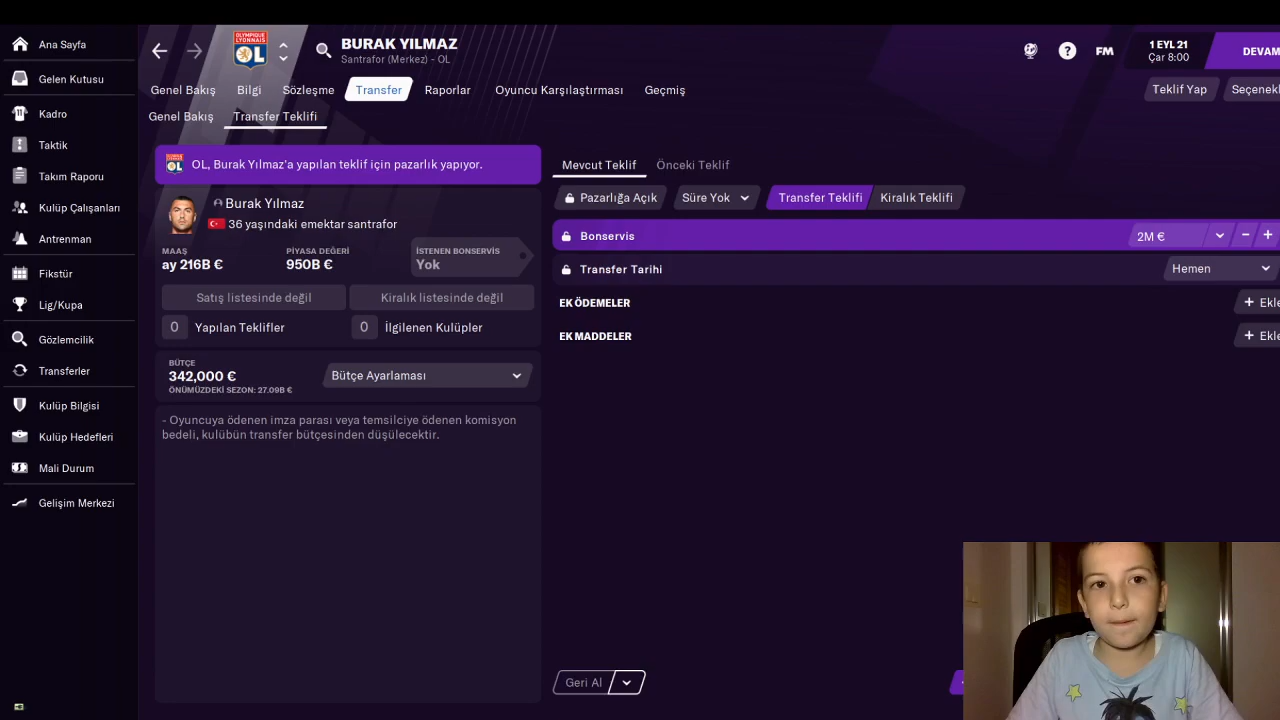 Ana Sayfa
Gelen Kutusu
Kadro
Taktik
Takım Raporu
Kulüp Çalışanları
Antrenman
Fikstür
Lig/Kupa
Gözlemcilik
Transferler
Kulüp Bilgisi
Kulüp Hedefleri
Mali Durum
Gelişim Merkezi
OLYMPIQUE LYONNAIS
OL
BURAK YILMAZ
Santrafor (Merkez) - OL
FM
1 EYL 21
Çar 8:00
DEVAM
Genel Bakış Bilgi Sözleşme Transfer Raporlar Oyuncu Karşılaştırması Geçmiş
Teklif Yap Seçenekl
Genel Bakış Transfer Teklifi
OL, Burak Yılmaz'a yapılan teklif için pazarlık yapıyor.
Burak Yılmaz
36 yaşındaki emektar santrafor
MAAŞ
ay 216B €
PİYASA DEĞERİ
950B €
İSTENEN BONSERVİS
Yok
Satış listesinde değil
Kiralık listesinde değil
0 Yapılan Teklifler
0 İlgilenen Kulüpler
BÜTÇE
342,000 €
ÖNÜMÜZDEKİ SEZON: 27.09B €
Bütçe Ayarlaması
- Oyuncuya ödenen imza parası veya temsilciye ödenen komisyon
bedeli, kulübün transfer bütçesinden düşülecektir.
Mevcut Teklif Önceki Teklif
Pazarlığa Açık Süre Yok Transfer Teklifi Kiralık Teklifi
Bonservis 2M € - +
Transfer Tarihi Hemen
EK ÖDEMELER + Ekle
EK MADDELER + Ekle
Geri Al